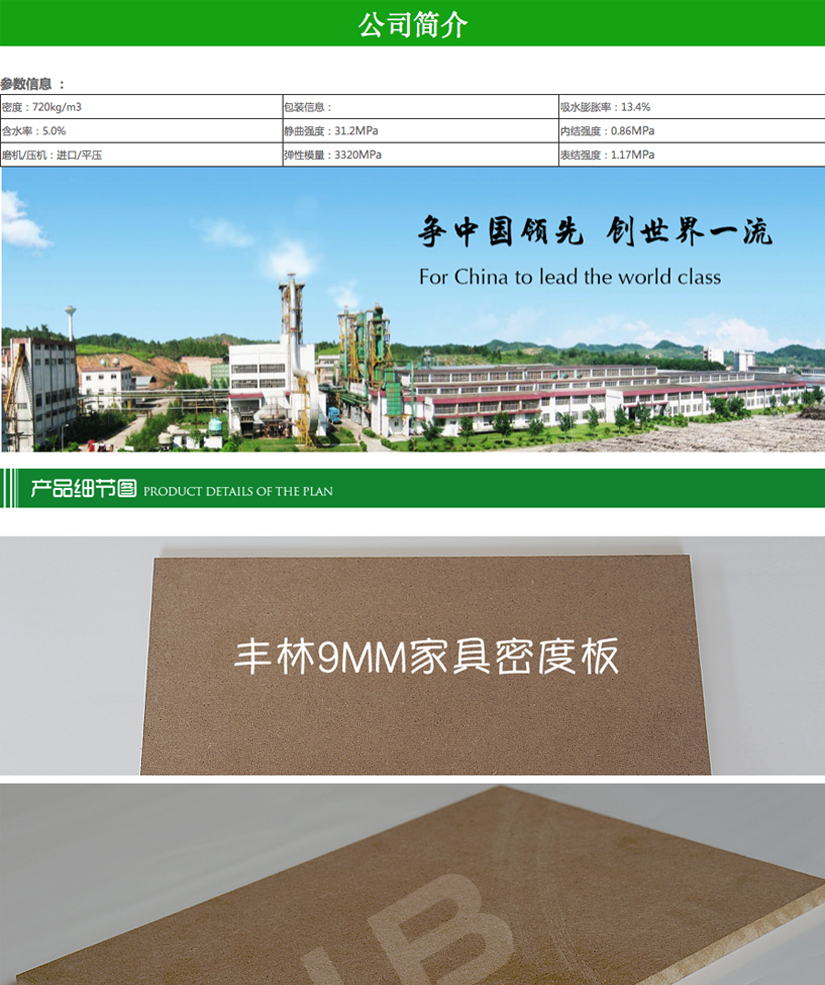 公司简介
参数信息 ：
密度：720kg/m3 包装信息： 吸水膨胀率：13.4%
含水率：5.0% 静曲强度：31.2MPa 内结强度：0.86MPa
磨机/压机：进口/平压 弹性模量：3320MPa 表结强度：1.17MPa
争中国领先 创世界一流
For China to lead the world class
产品细节图 PRODUCT DETAILS OF THE PLAN
丰林9MM家具密度板